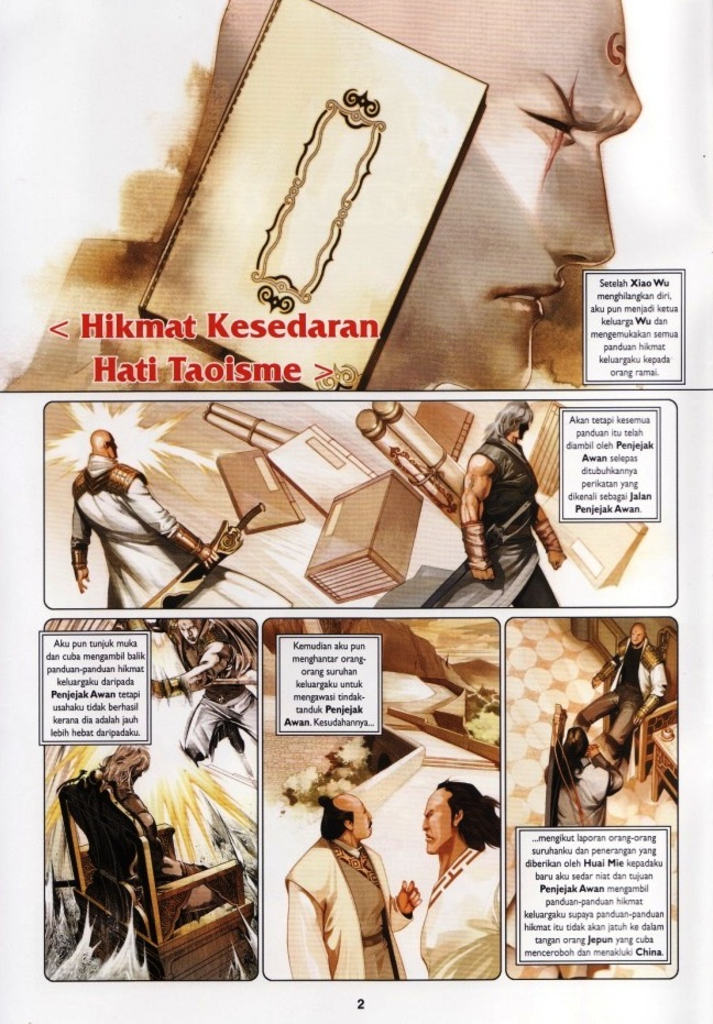 < Hikmat Kesedaran
Hati Taoisme >
Setelah Xiao Wu
menghilangkan diri,
aku pun menjadi ketua
keluarga Wu dan
mengemukakan semua
panduan hikmat
keluargaku kepada
orang ramai.
Akan tetapi kesemua
panduan itu telah
diambil oleh Penjejak
Awan selepas
ditubuhkannya
perikatan yang
dikenali sebagai Jalan
Penjejak Awan.
Aku pun tunjuk muka
dan cuba mengambil balik
panduan-panduan hikmat
keluargaku daripada
Penjejak Awan tetapi
usahaku tidak berhasil
kerana dia adalah jauh
lebih hebat daripadaku.
Kemudian aku pun
menghantar orang-
orang suruhan
keluargaku untuk
mengawasi tindak-
tanduk Penjejak
Awan. Kesudahannya...
...mengikut laporan orang-orang
suruhanku dan penerangan yang
diberikan oleh Huai Mie kepadaku
baru aku sedar niat dan tujuan
Penjejak Awan mengambil
panduan-panduan hikmat
keluargaku supaya panduan-panduan
hikmat itu tidak akan jatuh ke dalam
tangan orang Jepun yang cuba
menceroboh dan menakluki China.
2